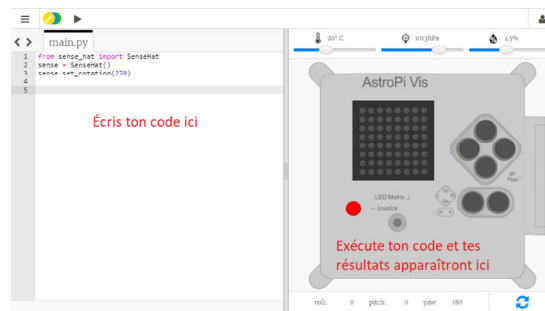 main.py
1 from sense_hat import SenseHat
2 sense = SenseHat()
3 sense.set_rotation(270)
4
5
Écris ton code ici
20° C
1013hPa
45%
AstroPi Vis
LED Matrix
Joystick
Up
L
R
Dn
A B
Exécute ton code et tes
résultats apparaîtront ici
roll: 0 pitch: 0 yaw: 180